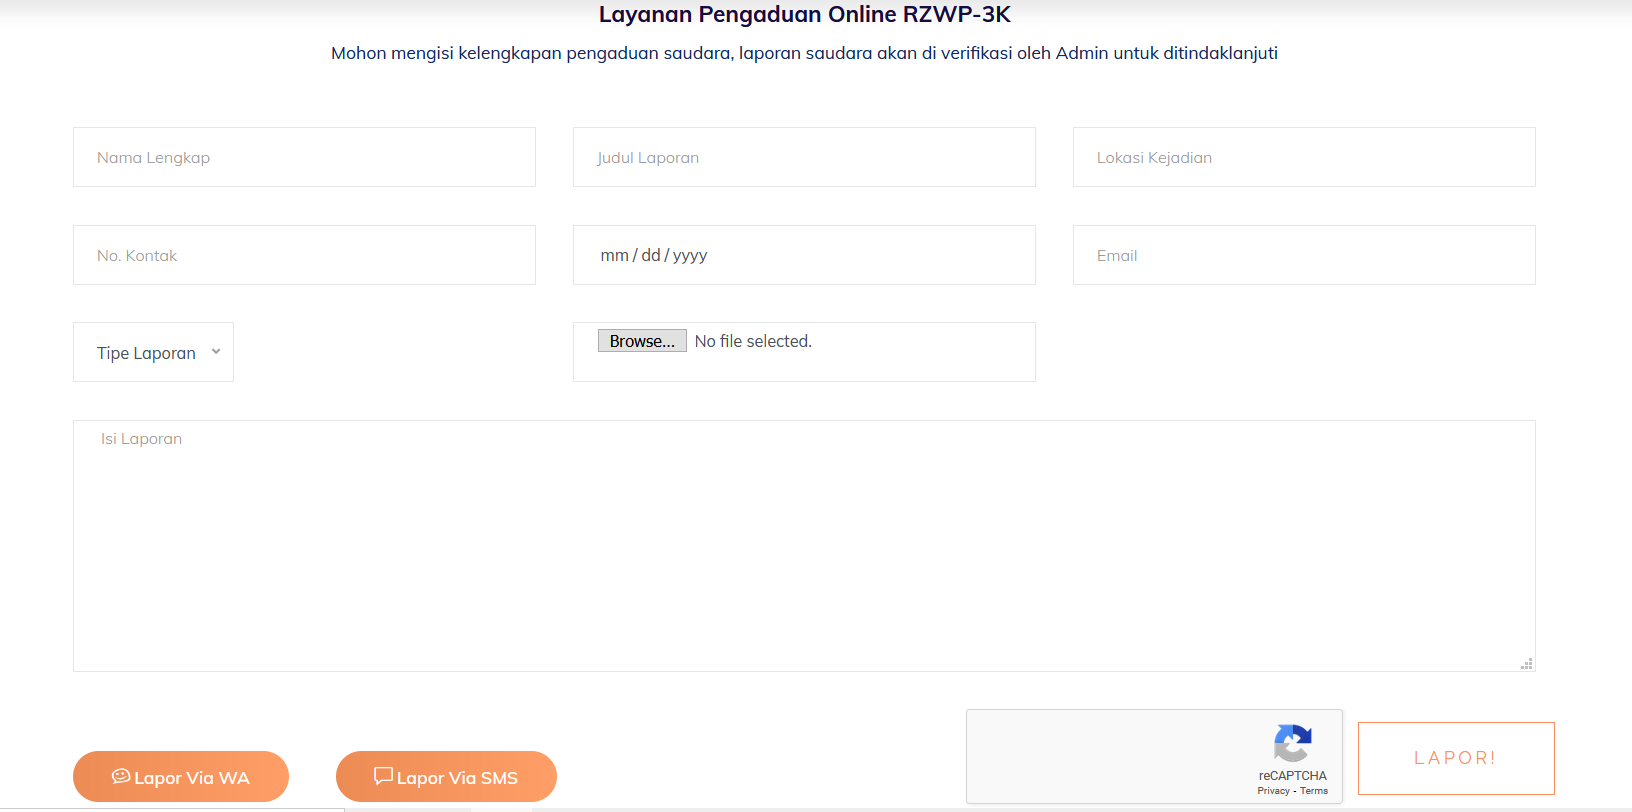 Layanan Pengaduan Online RZWP-3K
Mohon mengisi kelengkapan pengaduan saudara, laporan saudara akan di verifikasi oleh Admin untuk ditindaklanjuti
Nama Lengkap
Judul Laporan
Lokasi Kejadian
No. Kontak
mm / dd / yyyy
Email
Tipe Laporan
Browse... No file selected.
Isi Laporan
Lapor Via WA
Lapor Via SMS
reCAPTCHA
Privacy - Terms
LAPOR!